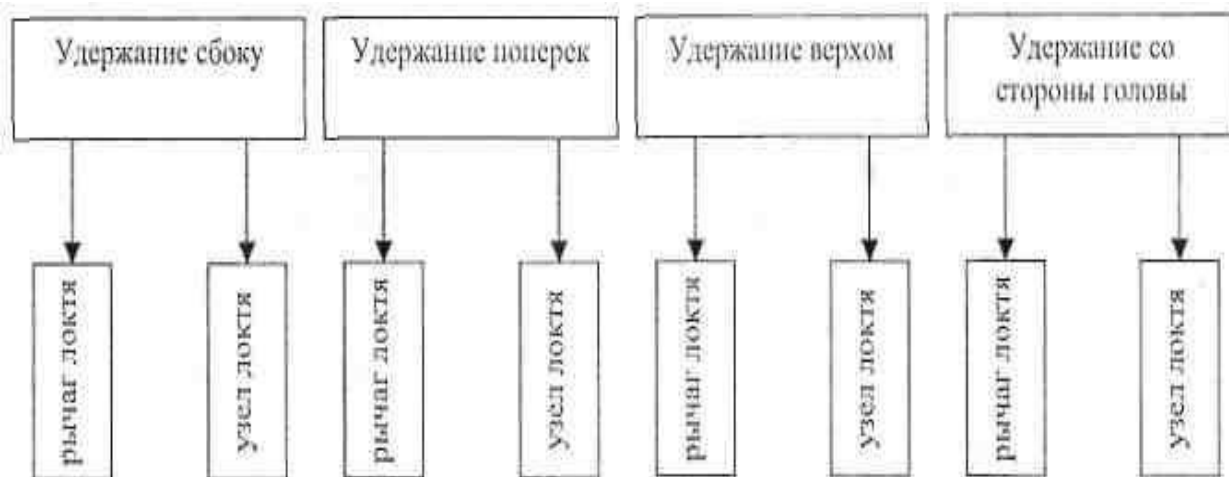 Удержание сбоку
Удержание поперек
Удержание верхом
Удержание со
стороны головы
рычаг локтя
узел локтя
рычаг локтя
узел локтя
рычаг локтя
узел локтя
рычаг локтя
узел локтя